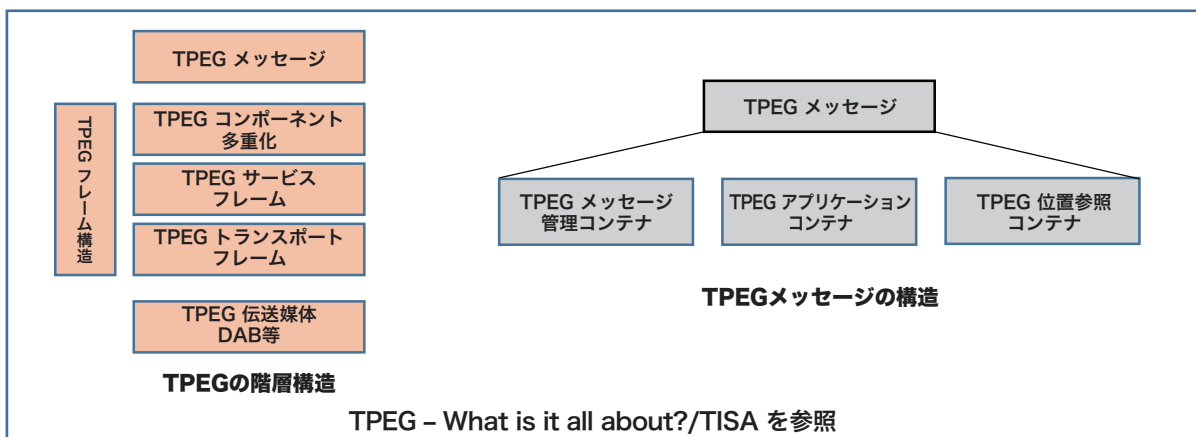 TPEG メッセージ
TPEG フレーム構造
TPEG コンポーネント
多重化
TPEG サービス
フレーム
TPEG トランスポート
フレーム
TPEG 伝送媒体
DAB等
TPEGの階層構造
TPEG メッセージ
TPEG メッセージ
管理コンテナ
TPEG アプリケーション
コンテナ
TPEG 位置参照
コンテナ
TPEGメッセージの構造
TPEG – What is it all about?/TISA を参照